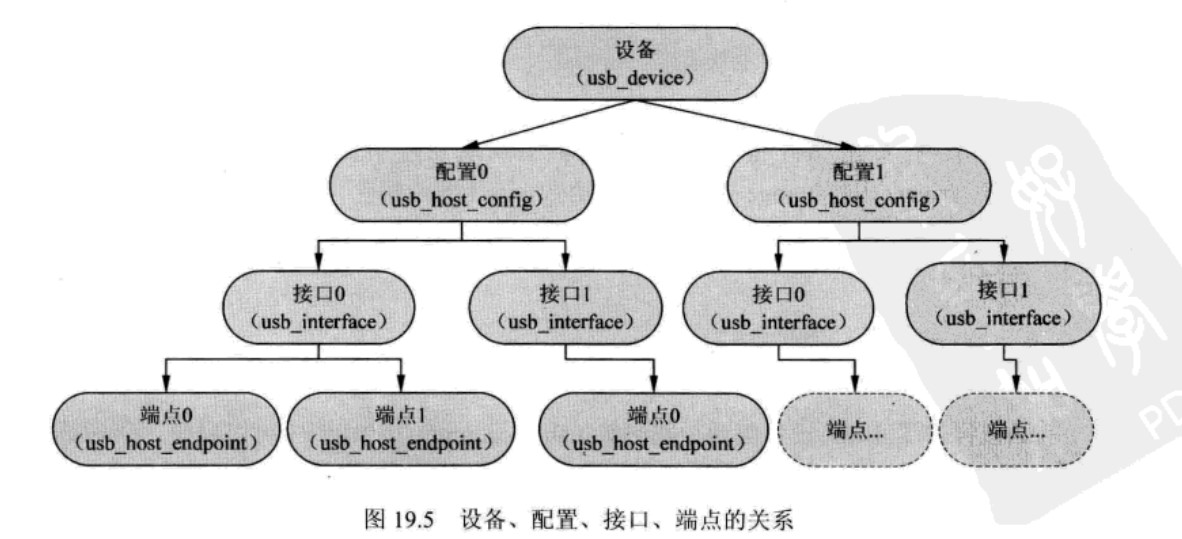 设备
（usb_device）
配置0
（usb_host_config）
配置1
（usb_host_config）
接口0
（usb_interface）
接口1
（usb_interface）
接口0
（usb_interface）
接口1
（usb_interface）
端点0
（usb_host_endpoint）
端点1
（usb_host_endpoint）
端点0
（usb_host_endpoint）
端点...
端点...
PD
图 19.5 设备、配置、接口、端点的关系